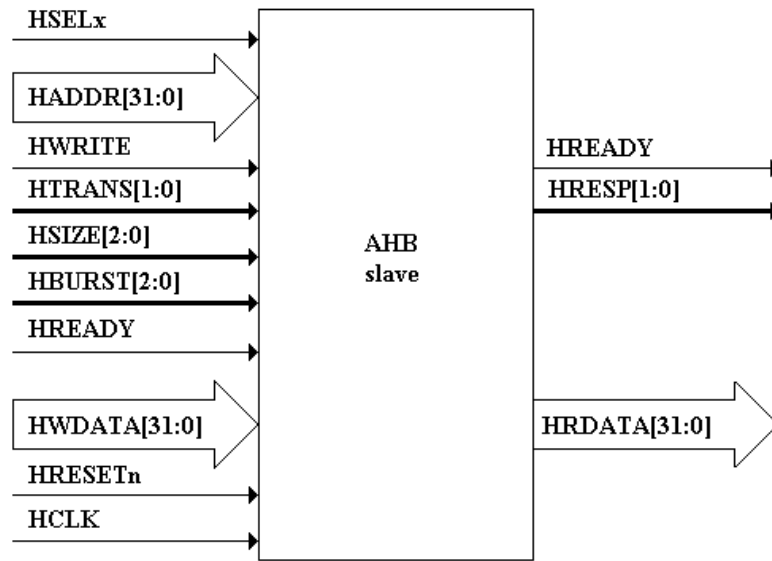 HSELx
HADDR[31:0]
HWRITE
HTRANS[1:0]
HSIZE[2:0]
HBURST[2:0]
HREADY
HWDATA[31:0]
HRESETn
HCLK
AHB
slave
HREADY
HRESP[1:0]
HRDATA[31:0]